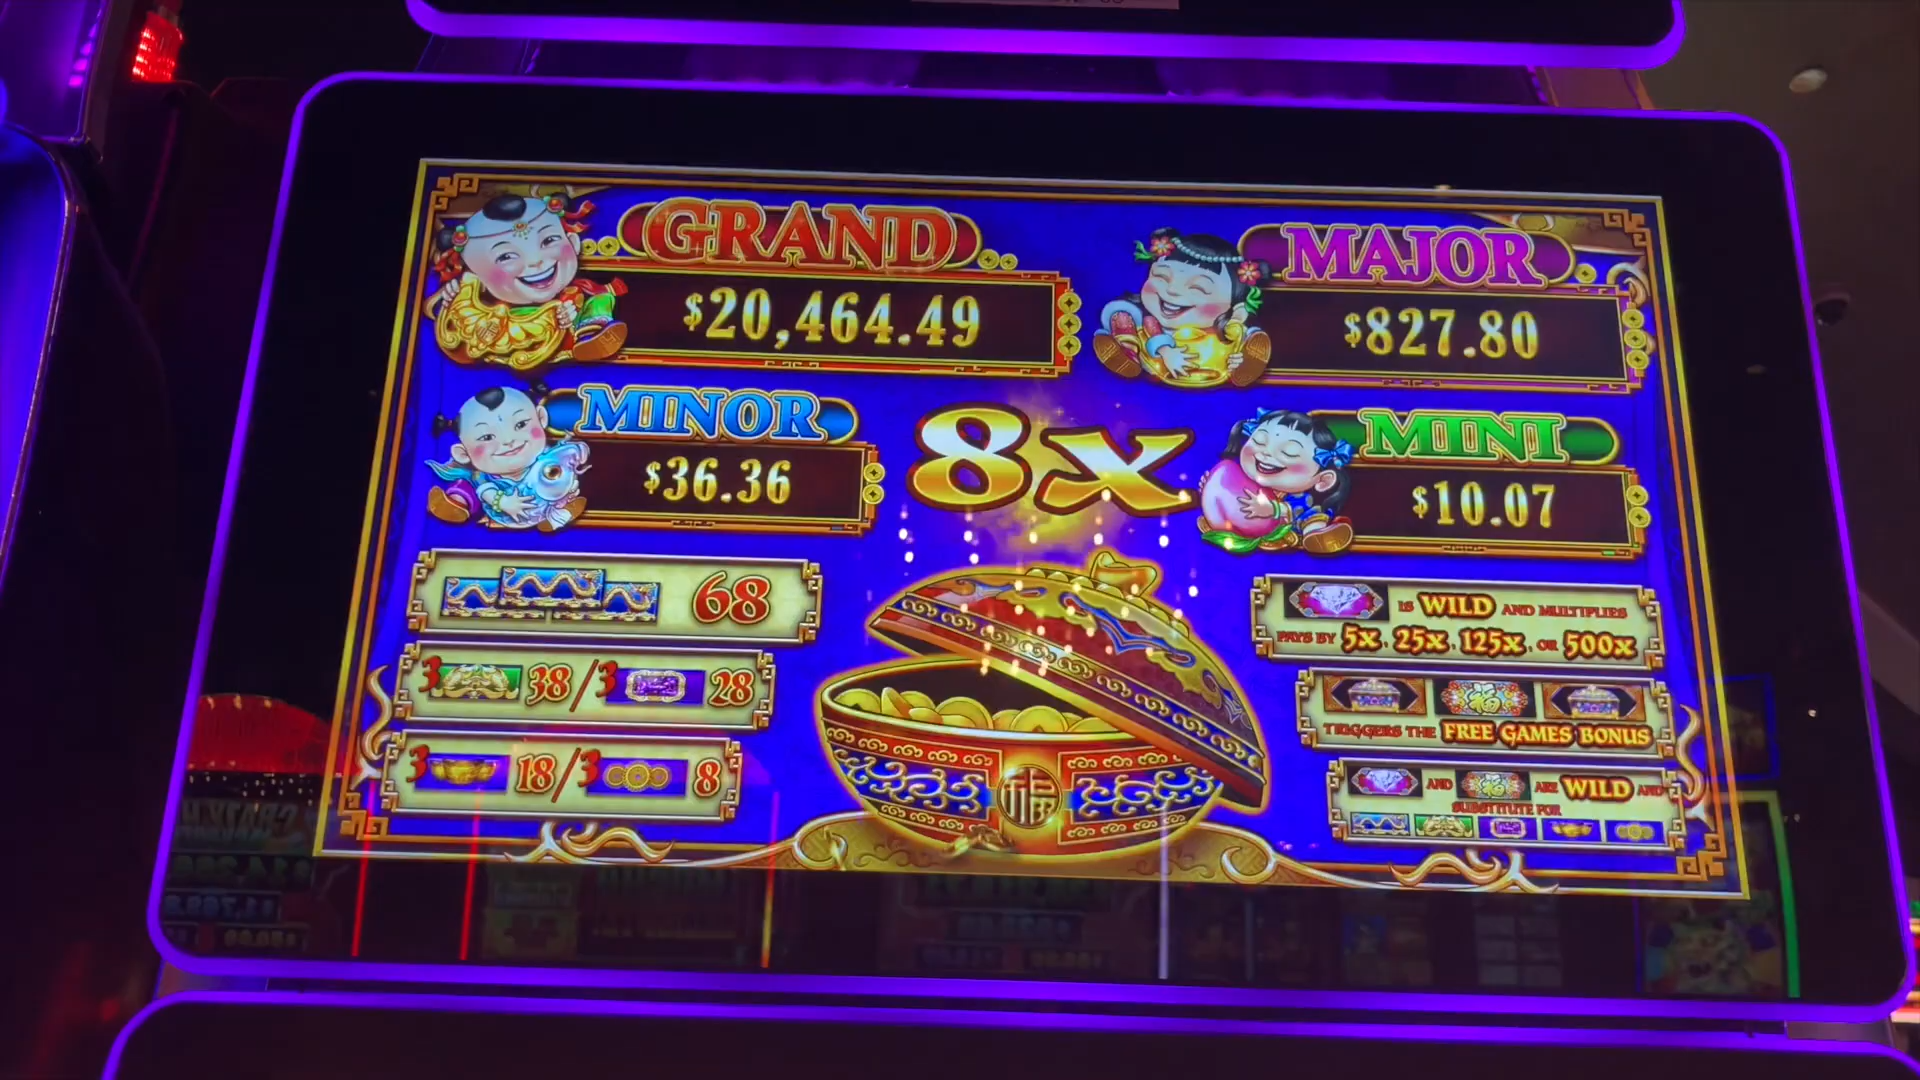 GRAND
$20,464.49
MAJOR
$827.80
MINOR
$36.36
8x
MINI
$10.07
68
3 38/3 28
3 18/3 8
福
IS WILD AND MULTIPLIES
PAYS BY 5x, 25x, 125x, OR 500x
福
TRIGGERS THE FREE GAMES BONUS
AND 福 ARE WILD AND
SUBSTITUTE FOR